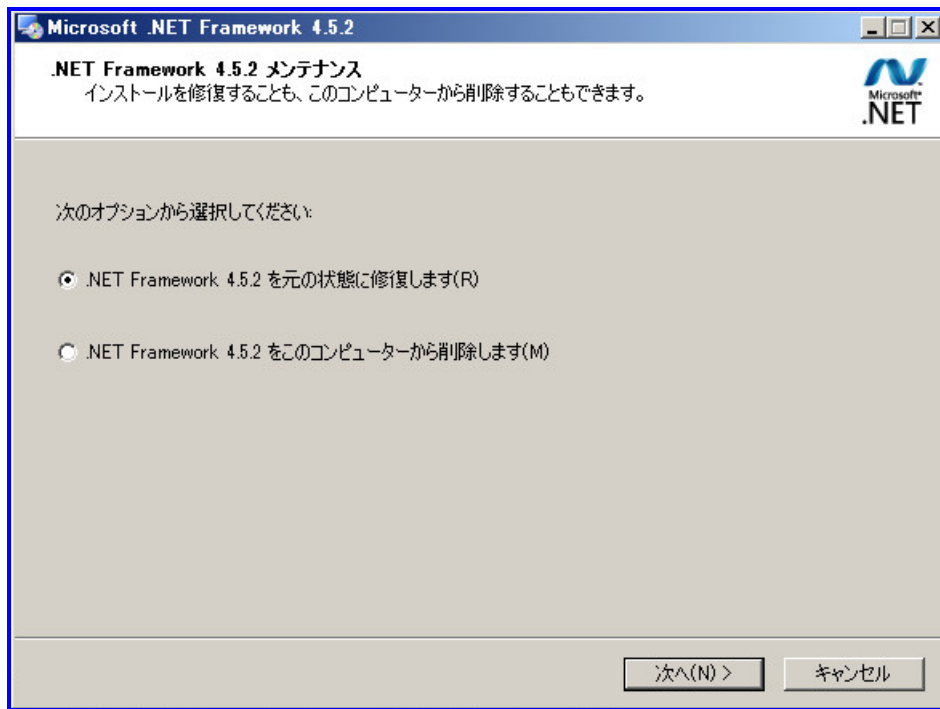 Microsoft .NET Framework 4.5.2
.NET Framework 4.5.2 メンテナンス
インストールを修復することも、このコンピューターから削除することもできます。
Microsoft®
.NET
次のオプションから選択してください:
.NET Framework 4.5.2 を元の状態に修復します(R)
.NET Framework 4.5.2 をこのコンピューターから削除します(M)
次へ(N) >
キャンセル